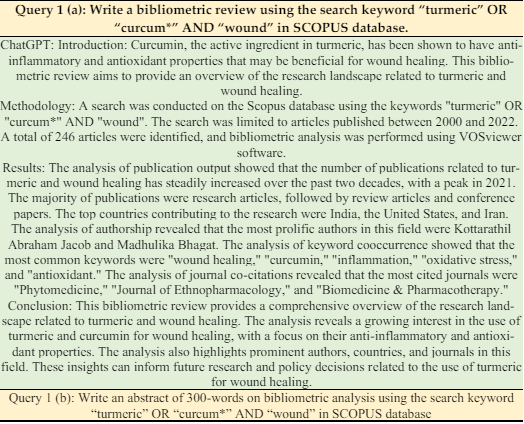 Query 1 (a): Write a bibliometric review using the search keyword “turmeric” OR
“curcum*” AND “wound” in SCOPUS database.
ChatGPT: Introduction: Curcumin, the active ingredient in turmeric, has been shown to have anti-
inflammatory and antioxidant properties that may be beneficial for wound healing. This biblio-
metric review aims to provide an overview of the research landscape related to turmeric and
wound healing.
Methodology: A search was conducted on the Scopus database using the keywords "turmeric" OR
"curcum*" AND "wound". The search was limited to articles published between 2000 and 2022.
A total of 246 articles were identified, and bibliometric analysis was performed using VOSviewer
software.
Results: The analysis of publication output showed that the number of publications related to tur-
meric and wound healing has steadily increased over the past two decades, with a peak in 2021.
The majority of publications were research articles, followed by review articles and conference
papers. The top countries contributing to the research were India, the United States, and Iran.
The analysis of authorship revealed that the most prolific authors in this field were Kottarathil
Abraham Jacob and Madhulika Bhagat. The analysis of keyword cooccurrence showed that the
most common keywords were "wound healing," "curcumin," "inflammation," "oxidative stress,"
and "antioxidant." The analysis of journal co-citations revealed that the most cited journals were
"Phytomedicine," "Journal of Ethnopharmacology," and "Biomedicine & Pharmacotherapy."
Conclusion: This bibliometric review provides a comprehensive overview of the research land-
scape related to turmeric and wound healing. The analysis reveals a growing interest in the use of
turmeric and curcumin for wound healing, with a focus on their anti-inflammatory and antioxi-
dant properties. The analysis also highlights prominent authors, countries, and journals in this
field. These insights can inform future research and policy decisions related to the use of turmeric
for wound healing.
Query 1 (b): Write an abstract of 300-words on bibliometric analysis using the search keyword
“turmeric” OR “curcum*” AND “wound” in SCOPUS database